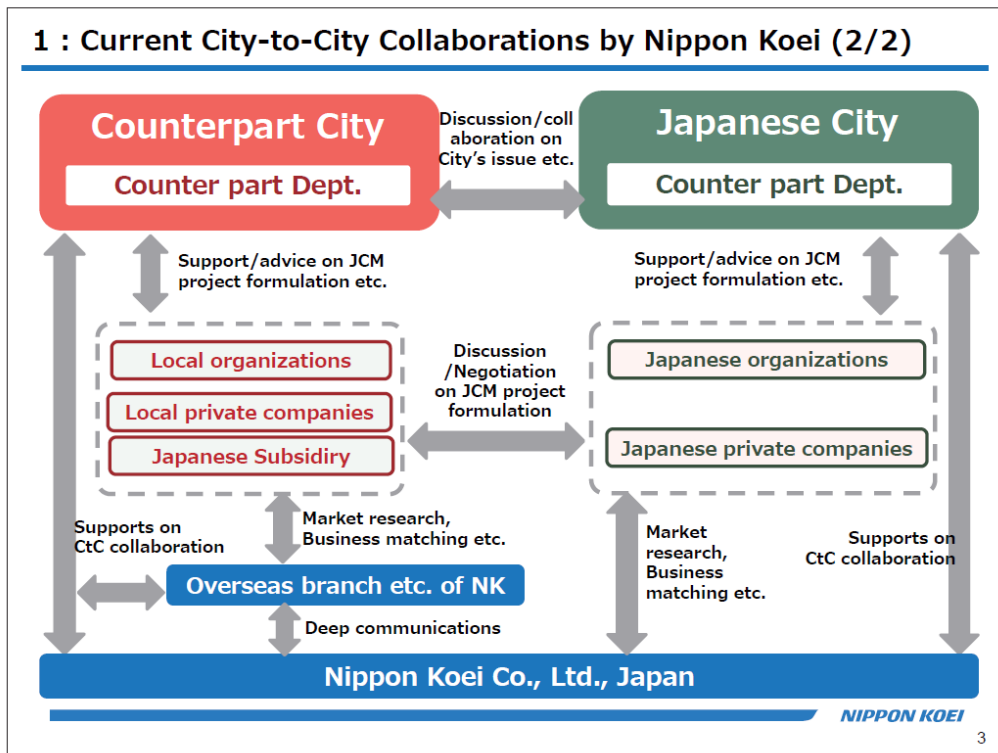 1 : Current City-to-City Collaborations by Nippon Koei (2/2)
Counterpart City
Counter part Dept.
Discussion/coll
aboration on
City's issue etc.
Japanese City
Counter part Dept.
Support/advice on JCM
project formulation etc.
Support/advice on JCM
project formulation etc.
Local organizations
Local private companies
Japanese Subsidiry
Discussion
/Negotiation
on JCM project
formulation
Japanese organizations
Japanese private companies
Supports on
CtC collaboration
Market research,
Business matching etc.
Market
research,
Business
matching etc.
Supports on
CtC collaboration
Overseas branch etc. of NK
Deep communications
Nippon Koei Co., Ltd., Japan
NIPPON KOEI
3